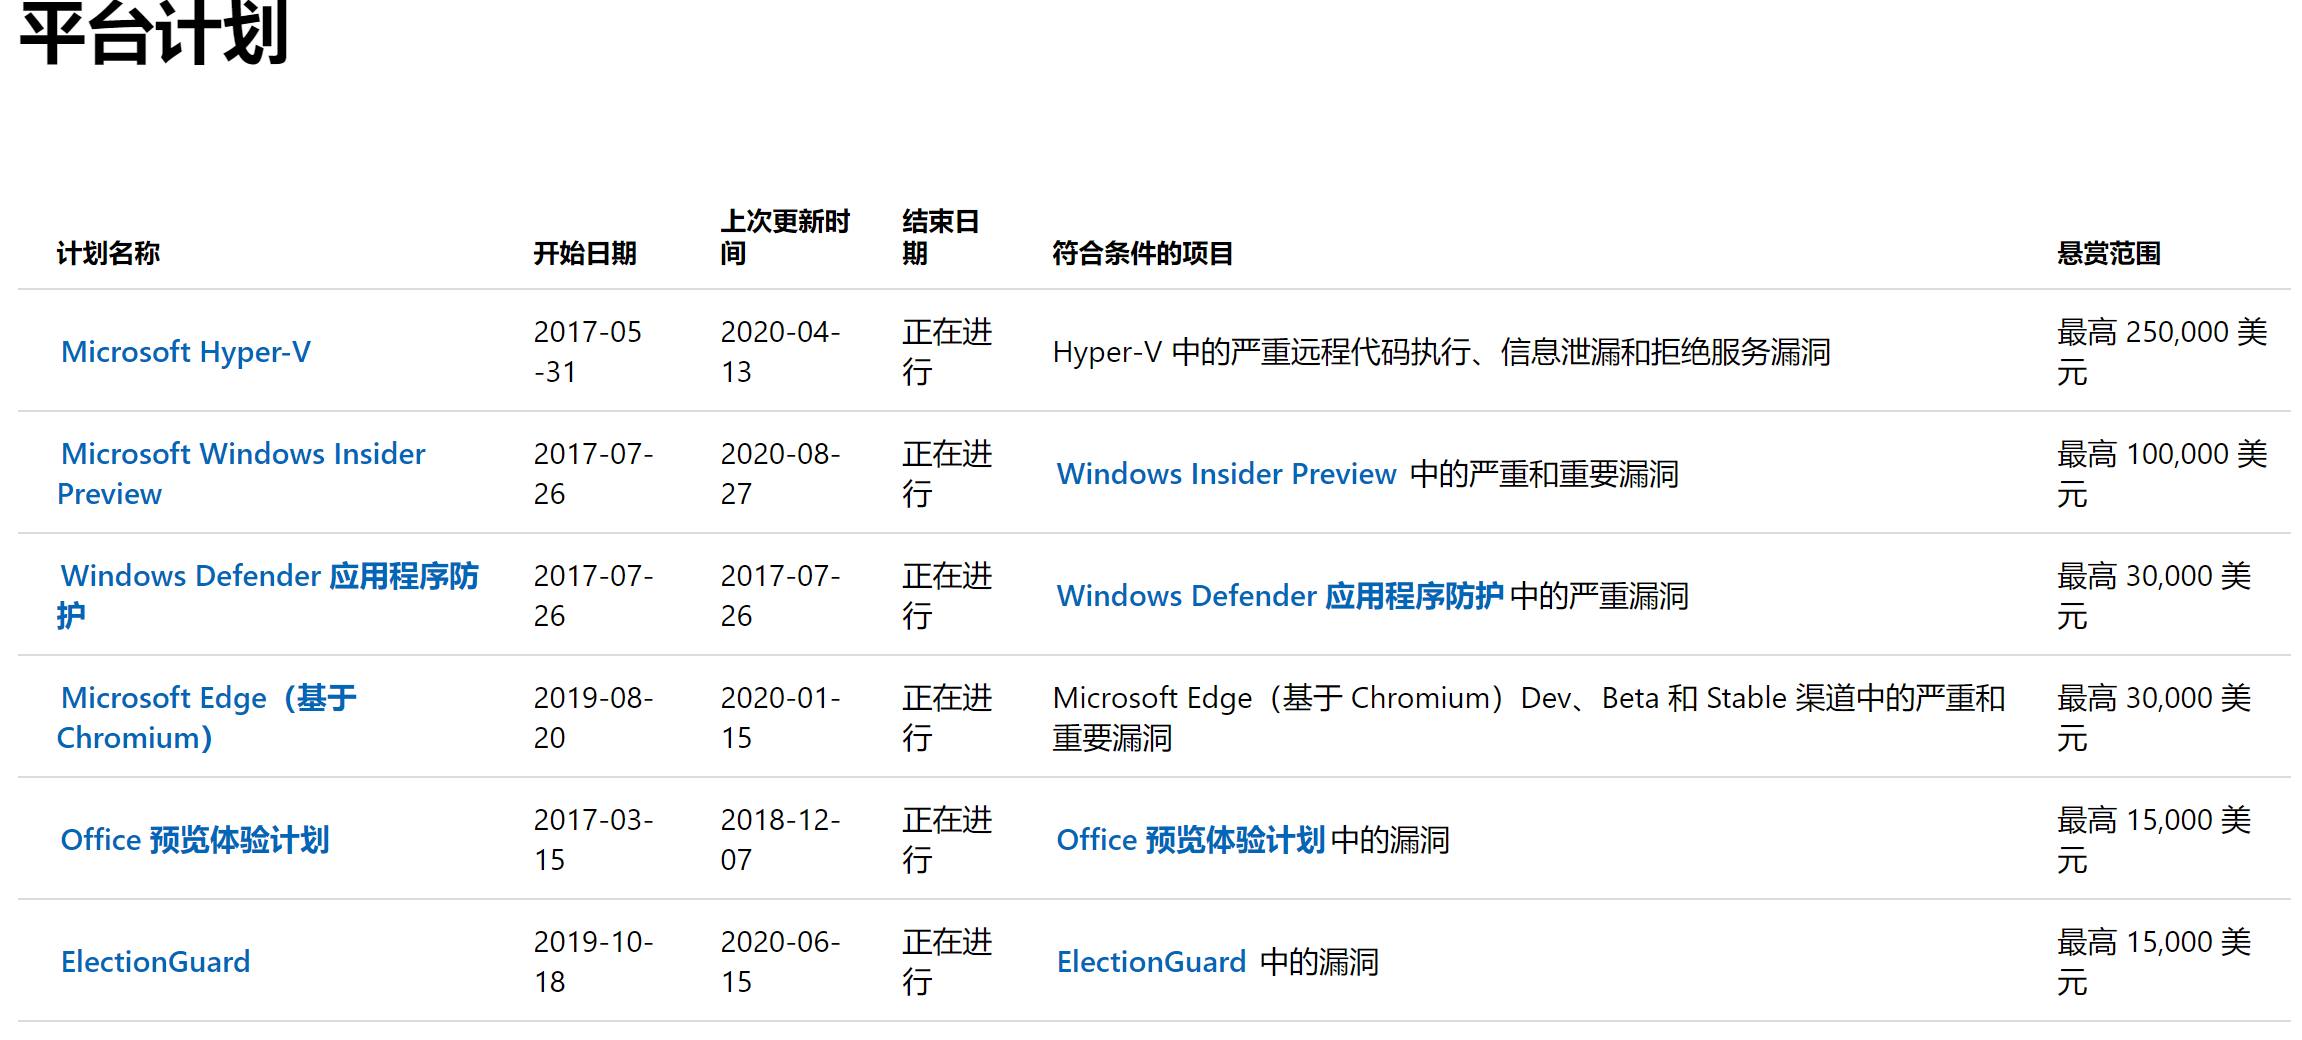 平台计划
计划名称 开始日期 上次更新时间 结束日期 符合条件的项目 悬赏范围
Microsoft Hyper-V 2017-05-31 2020-04-13 正在进行 Hyper-V 中的严重远程代码执行、信息泄漏和拒绝服务漏洞 最高 250,000 美元
Microsoft Windows Insider Preview 2017-07-26 2020-08-27 正在进行 Windows Insider Preview 中的严重和重要漏洞 最高 100,000 美元
Windows Defender 应用程序防护 2017-07-26 2017-07-26 正在进行 Windows Defender 应用程序防护 中的严重漏洞 最高 30,000 美元
Microsoft Edge（基于 Chromium） 2019-08-20 2020-01-15 正在进行 Microsoft Edge（基于 Chromium）Dev、Beta 和 Stable 渠道中的严重和重要漏洞 最高 30,000 美元
Office 预览体验计划 2017-03-15 2018-12-07 正在进行 Office 预览体验计划 中的漏洞 最高 15,000 美元
ElectionGuard 2019-10-18 2020-06-15 正在进行 ElectionGuard 中的漏洞 最高 15,000 美元